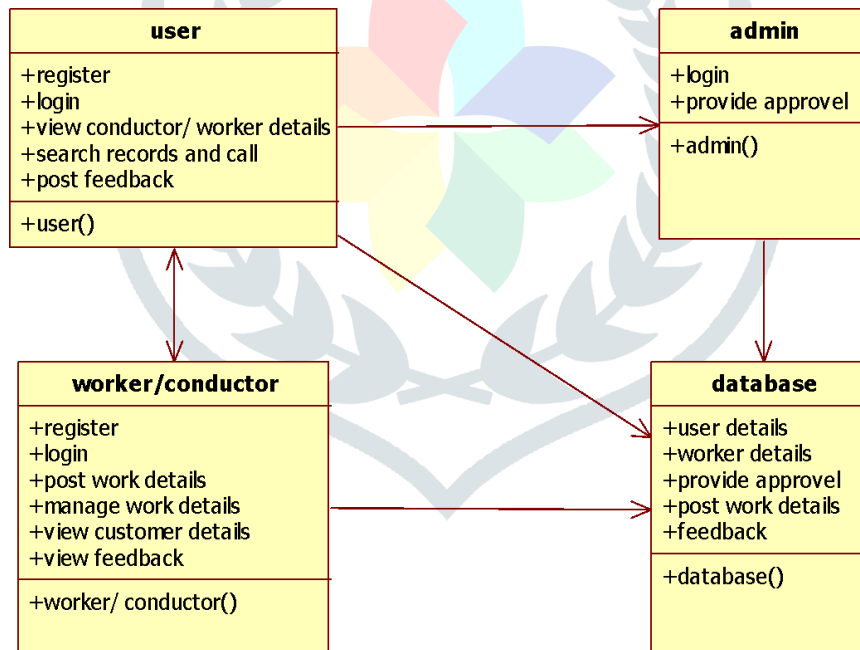 user
+register
+login
+view conductor/ worker details
+search records and call
+post feedback
+user()
admin
+login
+provide approvel
+admin()
worker/conductor
+register
+login
+post work details
+manage work details
+view customer details
+view feedback
+worker/ conductor()
database
+user details
+worker details
+provide approvel
+post work details
+feedback
+database()